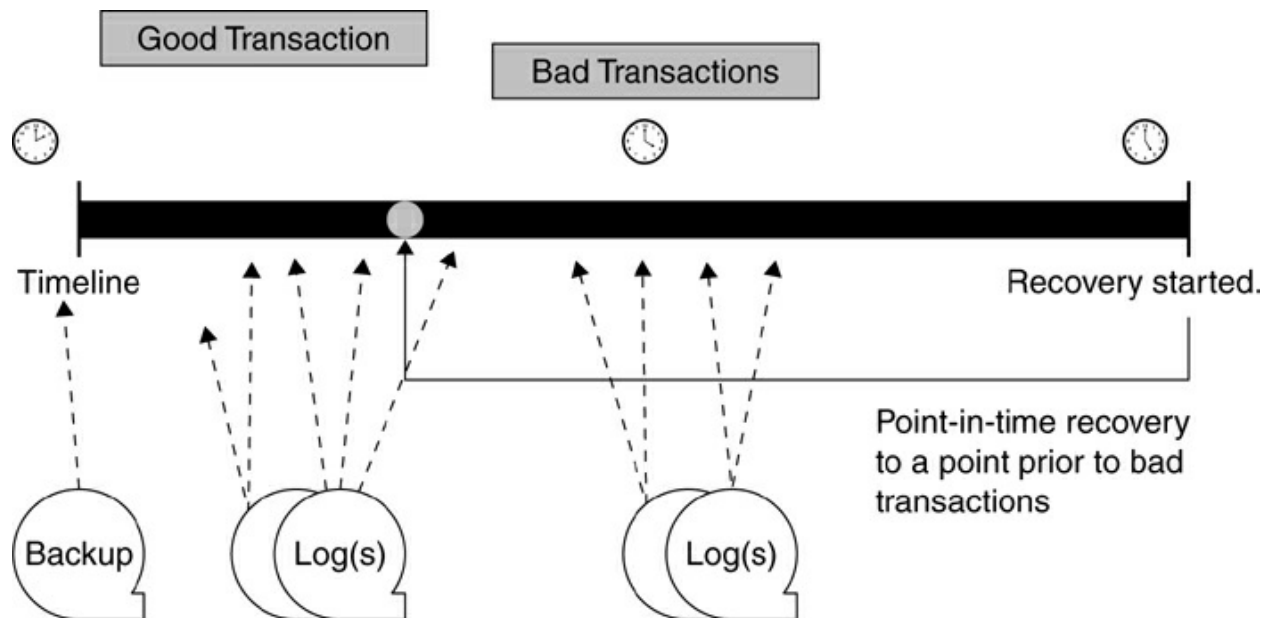 Good Transaction
Bad Transactions
Timeline
Recovery started.
Point-in-time recovery
to a point prior to bad
transactions
Backup
Log(s)
Log(s)